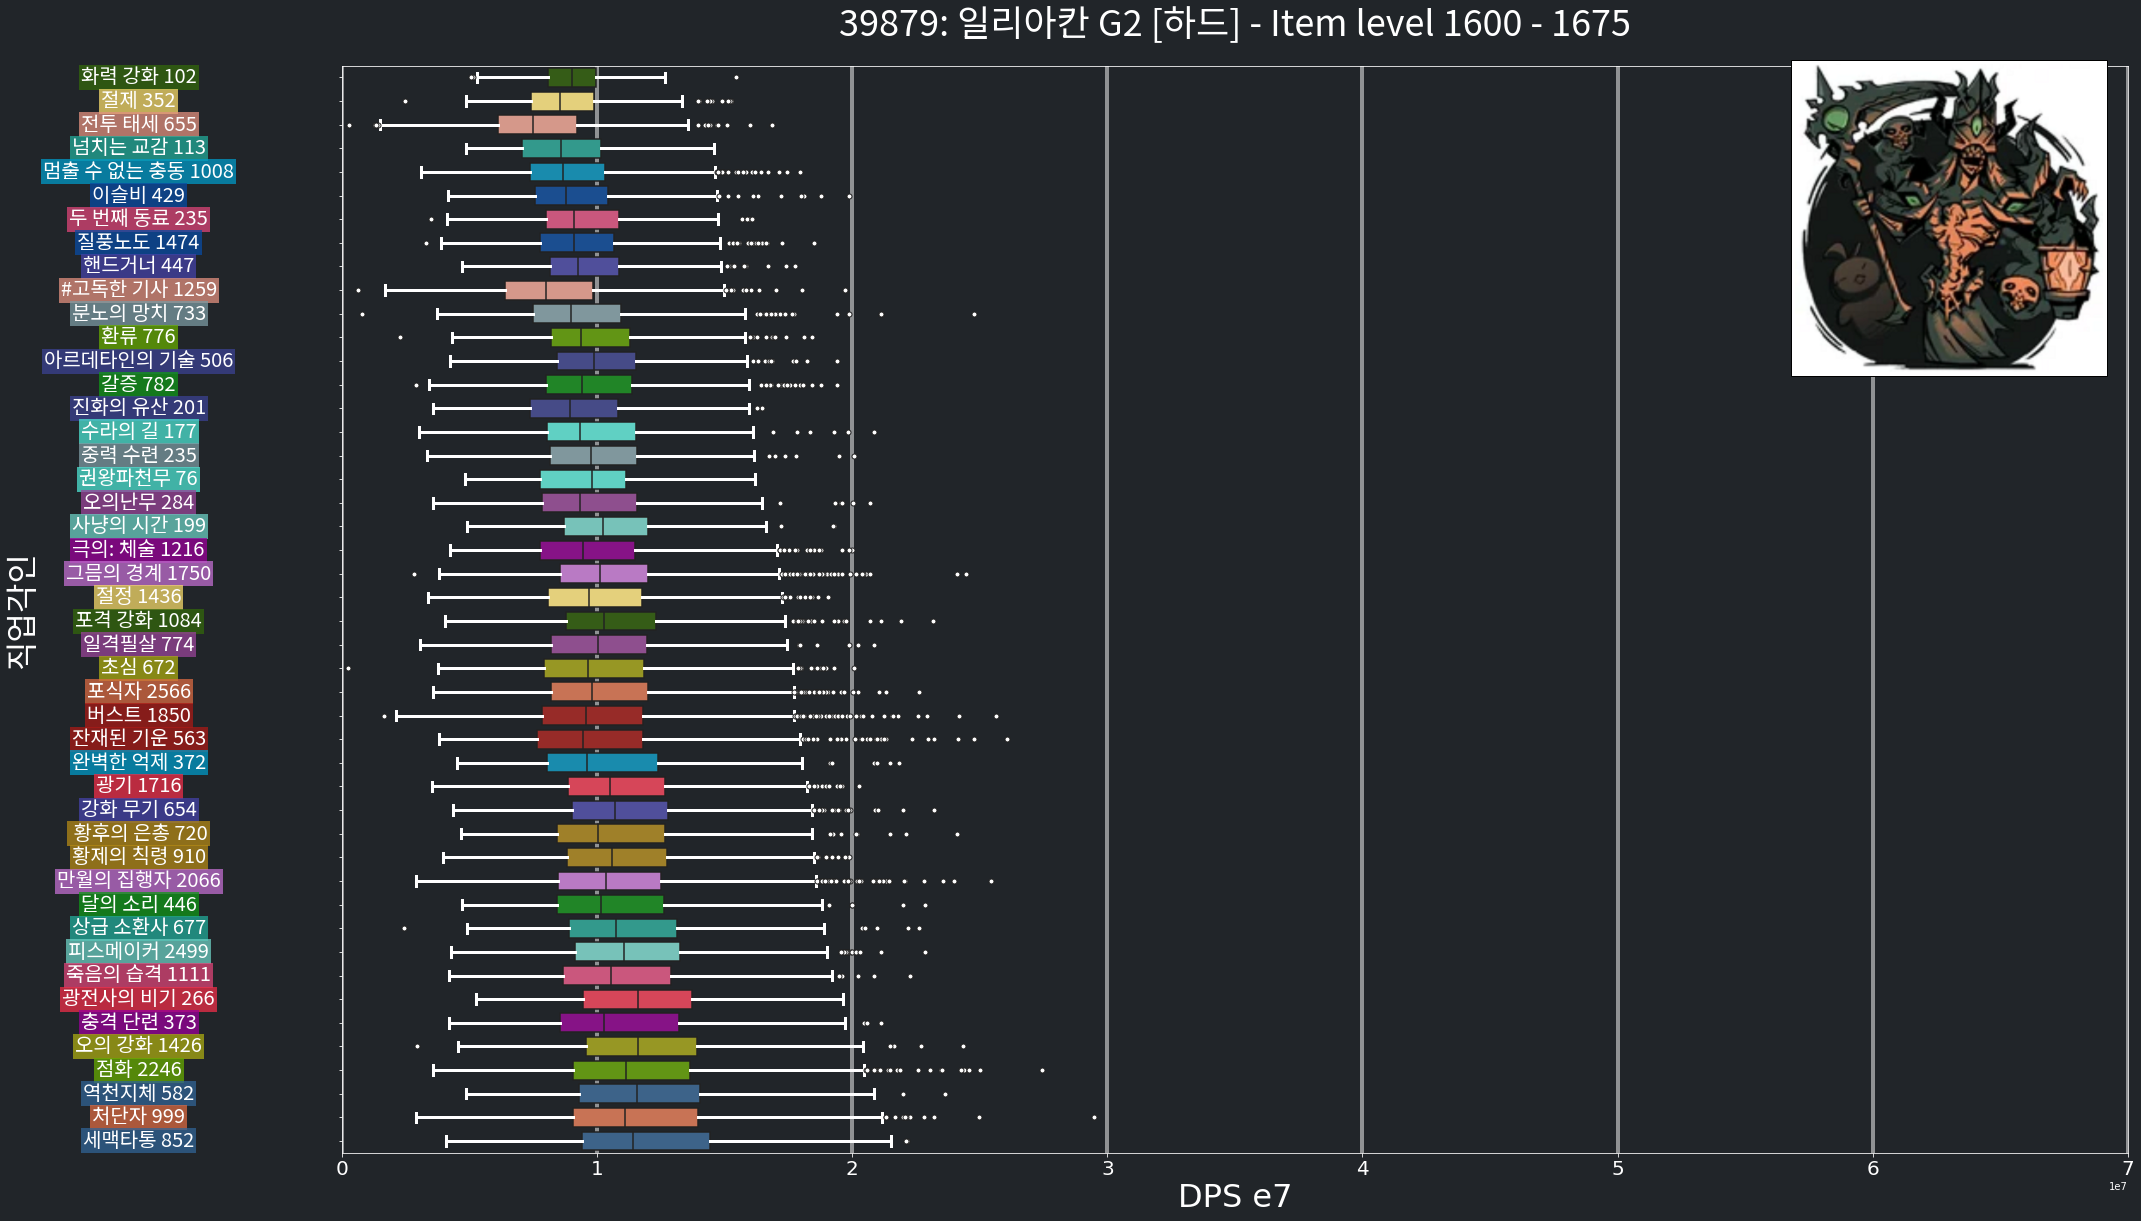 39879: 일리아칸 G2 [하드] - Item level 1600 - 1675
화력 강화 102
절제 352
전투 태세 655
넘치는 교감 113
멈출 수 없는 충동 1008
이슬비 429
두 번째 동료 235
질풍노도 1474
핸드거너 447
#고독한 기사 1259
분노의 망치 733
환류 776
아르데타인의 기술 506
갈증 782
진화의 유산 201
수라의 길 177
중력 수련 235
권왕파천무 76
오의난무 284
사냥의 시간 199
극의: 체술 1216
그믐의 경계 1750
절정 1436
포격 강화 1084
일격필살 774
초심 672
포식자 2566
버스트 1850
잔재된 기운 563
완벽한 억제 372
광기 1716
강화 무기 654
황후의 은총 720
황제의 칙령 910
만월의 집행자 2066
달의 소리 446
상급 소환사 677
피스메이커 2499
죽음의 습격 1111
광전사의 비기 266
충격 단련 373
오의 강화 1426
점화 2246
역천지체 582
처단자 999
세맥타통 852
직업각인
0 1 2 3 4 5 6 7
1e7
DPS e7